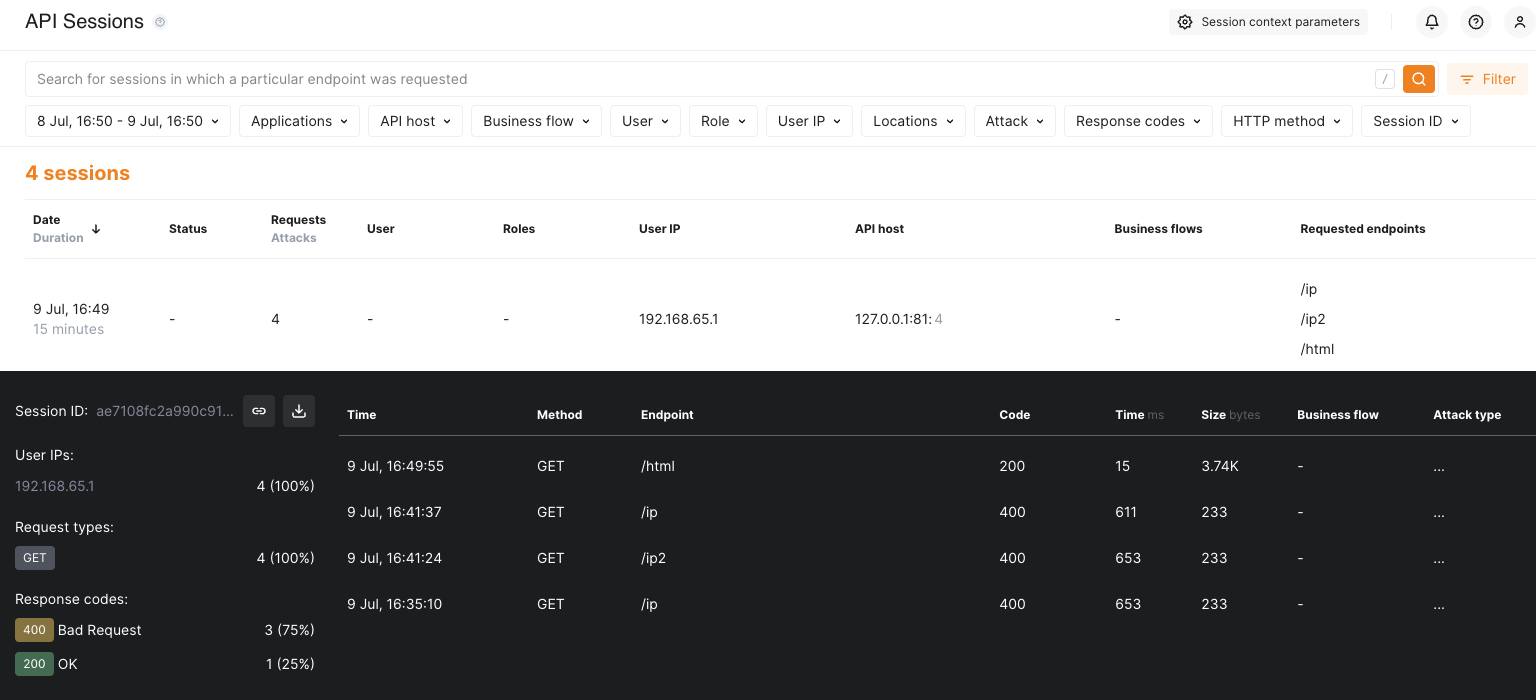 API Sessions
Session context parameters
Search for sessions in which a particular endpoint was requested /
Filter
8 Jul, 16:50 - 9 Jul, 16:50 Applications API host Business flow User Role User IP Locations Attack Response codes HTTP method Session ID
4 sessions
Date Duration Status Requests Attacks User Roles User IP API host Business flows Requested endpoints
9 Jul, 16:49 15 minutes - 4 - - 192.168.65.1 127.0.0.1:81: 4 - /ip
/ip2
/html
Session ID: ae7108fc2a990c91...
User IPs:
192.168.65.1 4 (100%)
Request types:
GET 4 (100%)
Response codes:
400 Bad Request 3 (75%)
200 OK 1 (25%)
Time Method Endpoint Code Time ms Size bytes Business flow Attack type
9 Jul, 16:49:55 GET /html 200 15 3.74K - ...
9 Jul, 16:41:37 GET /ip 400 611 233 - ...
9 Jul, 16:41:24 GET /ip2 400 653 233 - ...
9 Jul, 16:35:10 GET /ip 400 653 233 - ...